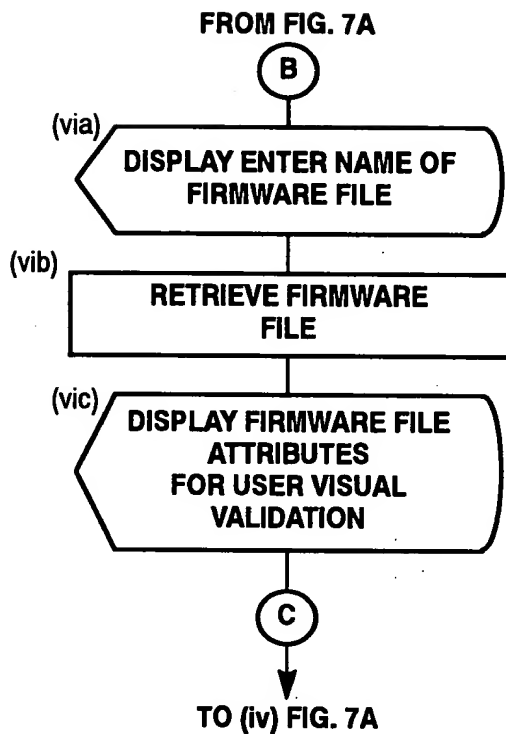 FROM FIG. 7A
B
(via)
DISPLAY ENTER NAME OF
FIRMWARE FILE
(vib)
RETRIEVE FIRMWARE
FILE
(vic)
DISPLAY FIRMWARE FILE
ATTRIBUTES
FOR USER VISUAL
VALIDATION
C
TO (iv) FIG. 7A